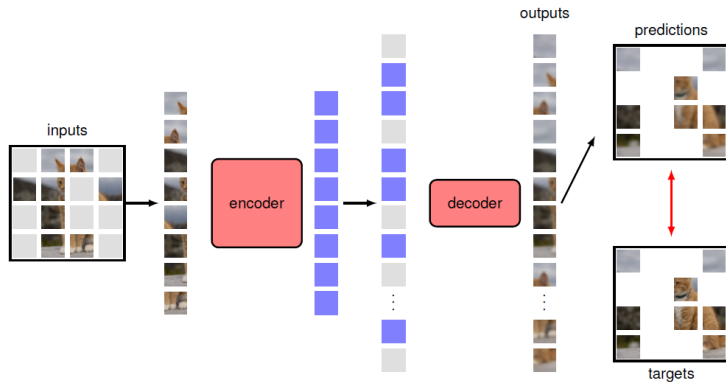 outputs
predictions
inputs
encoder
decoder
targets